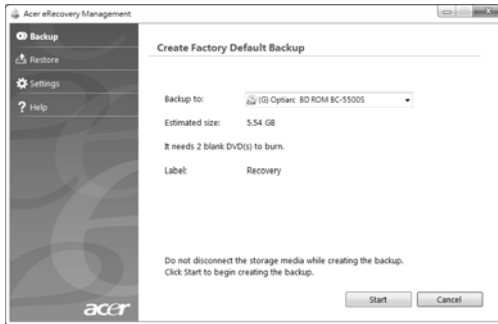 Acer eRecovery Management
Backup
Restore
Settings
Help
Create Factory Default Backup
Backup to: (G) Optiarc BD ROM BC-5500S
Estimated size: 5.54 GB
It needs 2 blank DVD(s) to burn.
Label: Recovery
Do not disconnect the storage media while creating the backup.
Click Start to begin creating the backup.
Start Cancel
acer